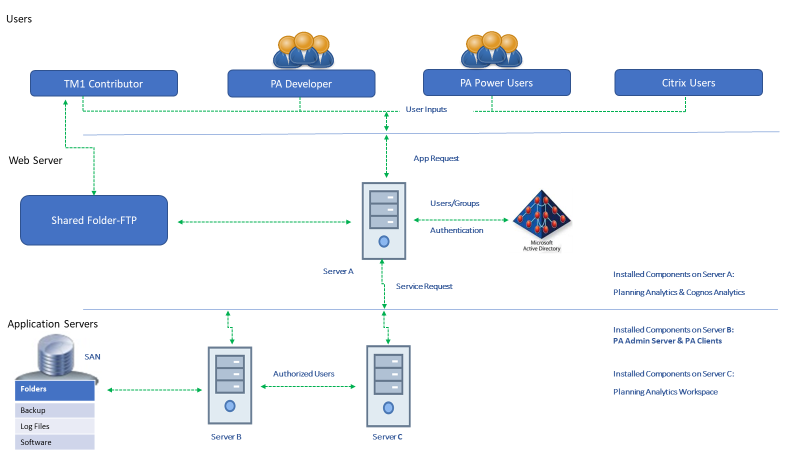 Users
TM1 Contributor
PA Developer
PA Power Users
Citrix Users
User Inputs
Web Server
App Request
Shared Folder-FTP
Users/Groups
Authentication
Microsoft
Active Directory
Server A
Service Request
Installed Components on Server A:
Planning Analytics & Cognos Analytics
Application Servers
Installed Components on Server B:
PA Admin Server & PA Clients
SAN
Folders
Backup
Log Files
Software
Authorized Users
Installed Components on Server C:
Planning Analytics Workspace
Server B
Server C